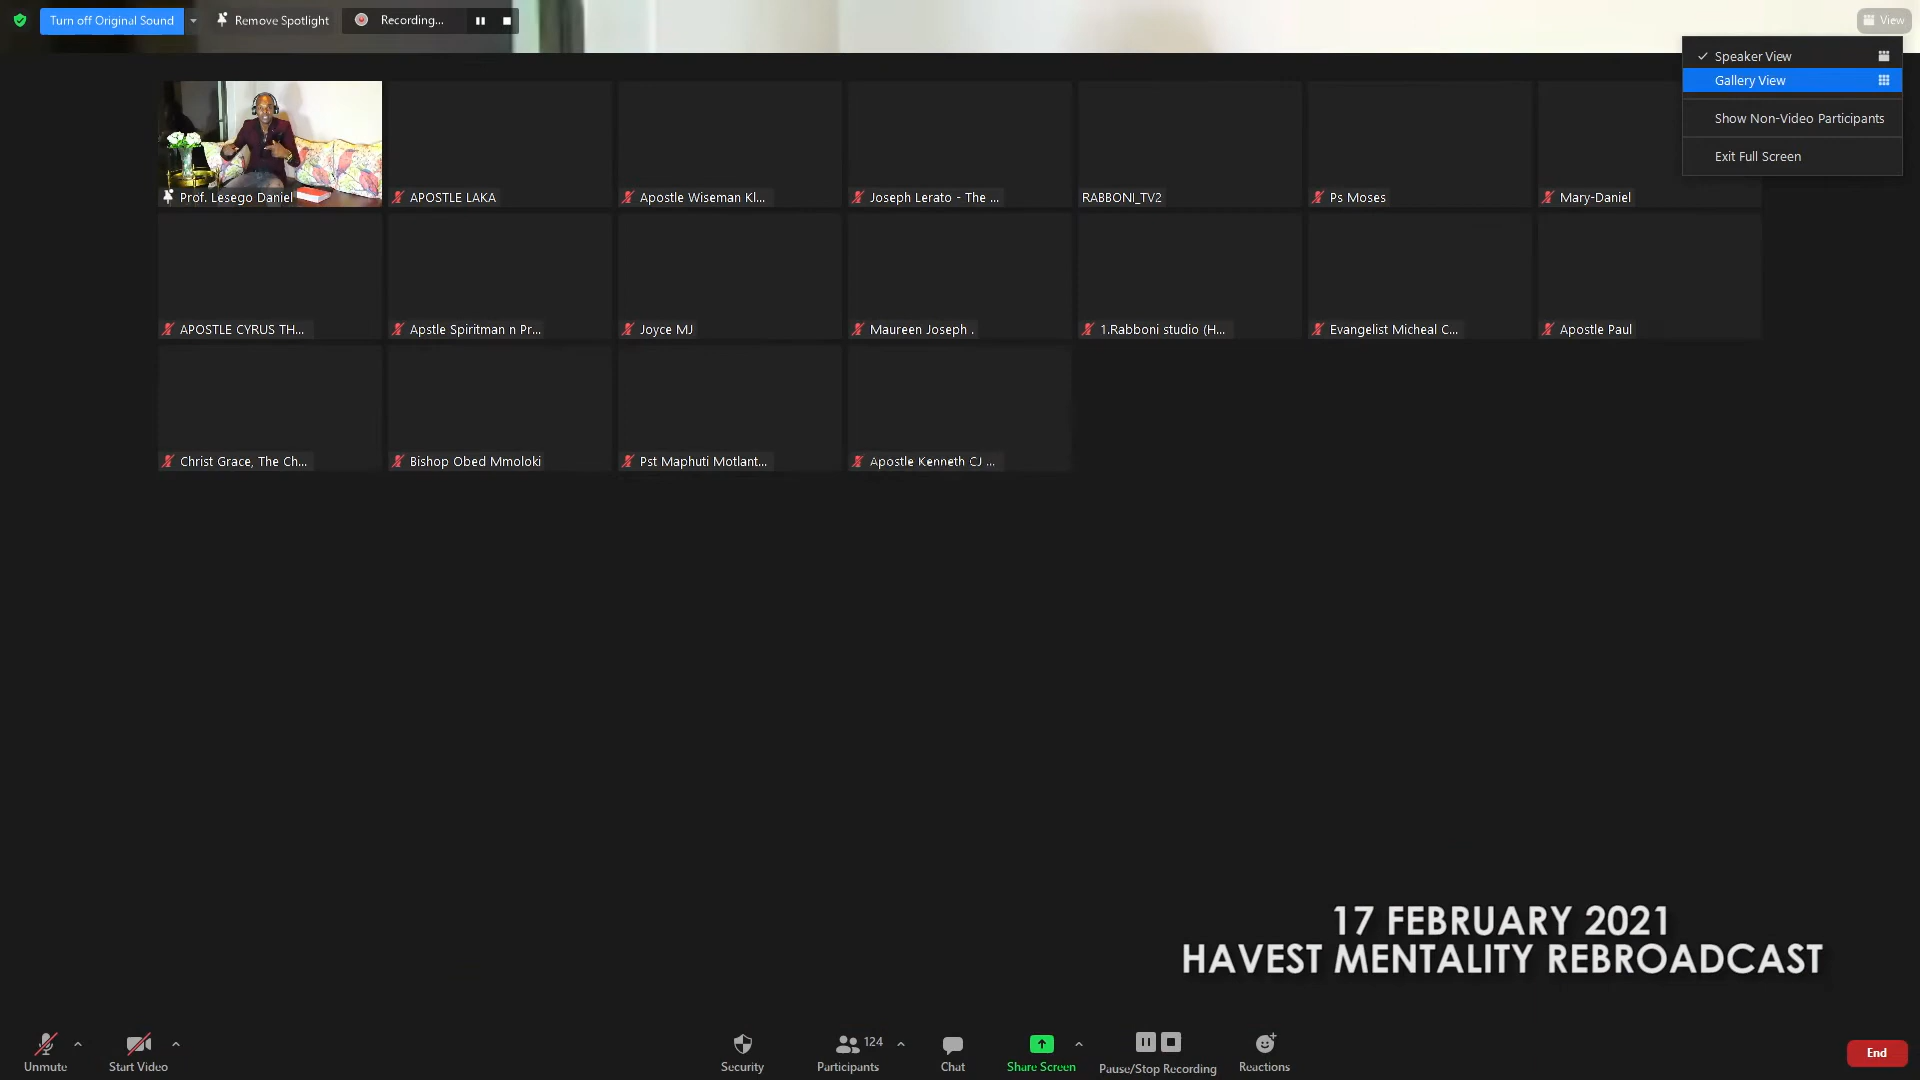 Turn off Original Sound
Remove Spotlight
Recording...
View
Speaker View
Gallery View
Show Non-Video Participants
Exit Full Screen
Prof. Lesego Daniel
APOSTLE LAKA
Apostle Wiseman Kl...
Joseph Lerato - The ...
RABBONI_TV2
Ps Moses
Mary-Daniel
APOSTLE CYRUS TH...
Apstle Spiritman n Pr...
Joyce MJ
Maureen Joseph .
1.Rabboni studio (H...
Evangelist Micheal C...
Apostle Paul
Christ Grace, The Ch...
Bishop Obed Mmoloki
Pst Maphuti Motlant...
Apostle Kenneth CJ ...
17 FEBRUARY 2021
HAVEST MENTALITY REBROADCAST
Unmute
Start Video
Security
Participants
124
Chat
Share Screen
Pause/Stop Recording
Reactions
End